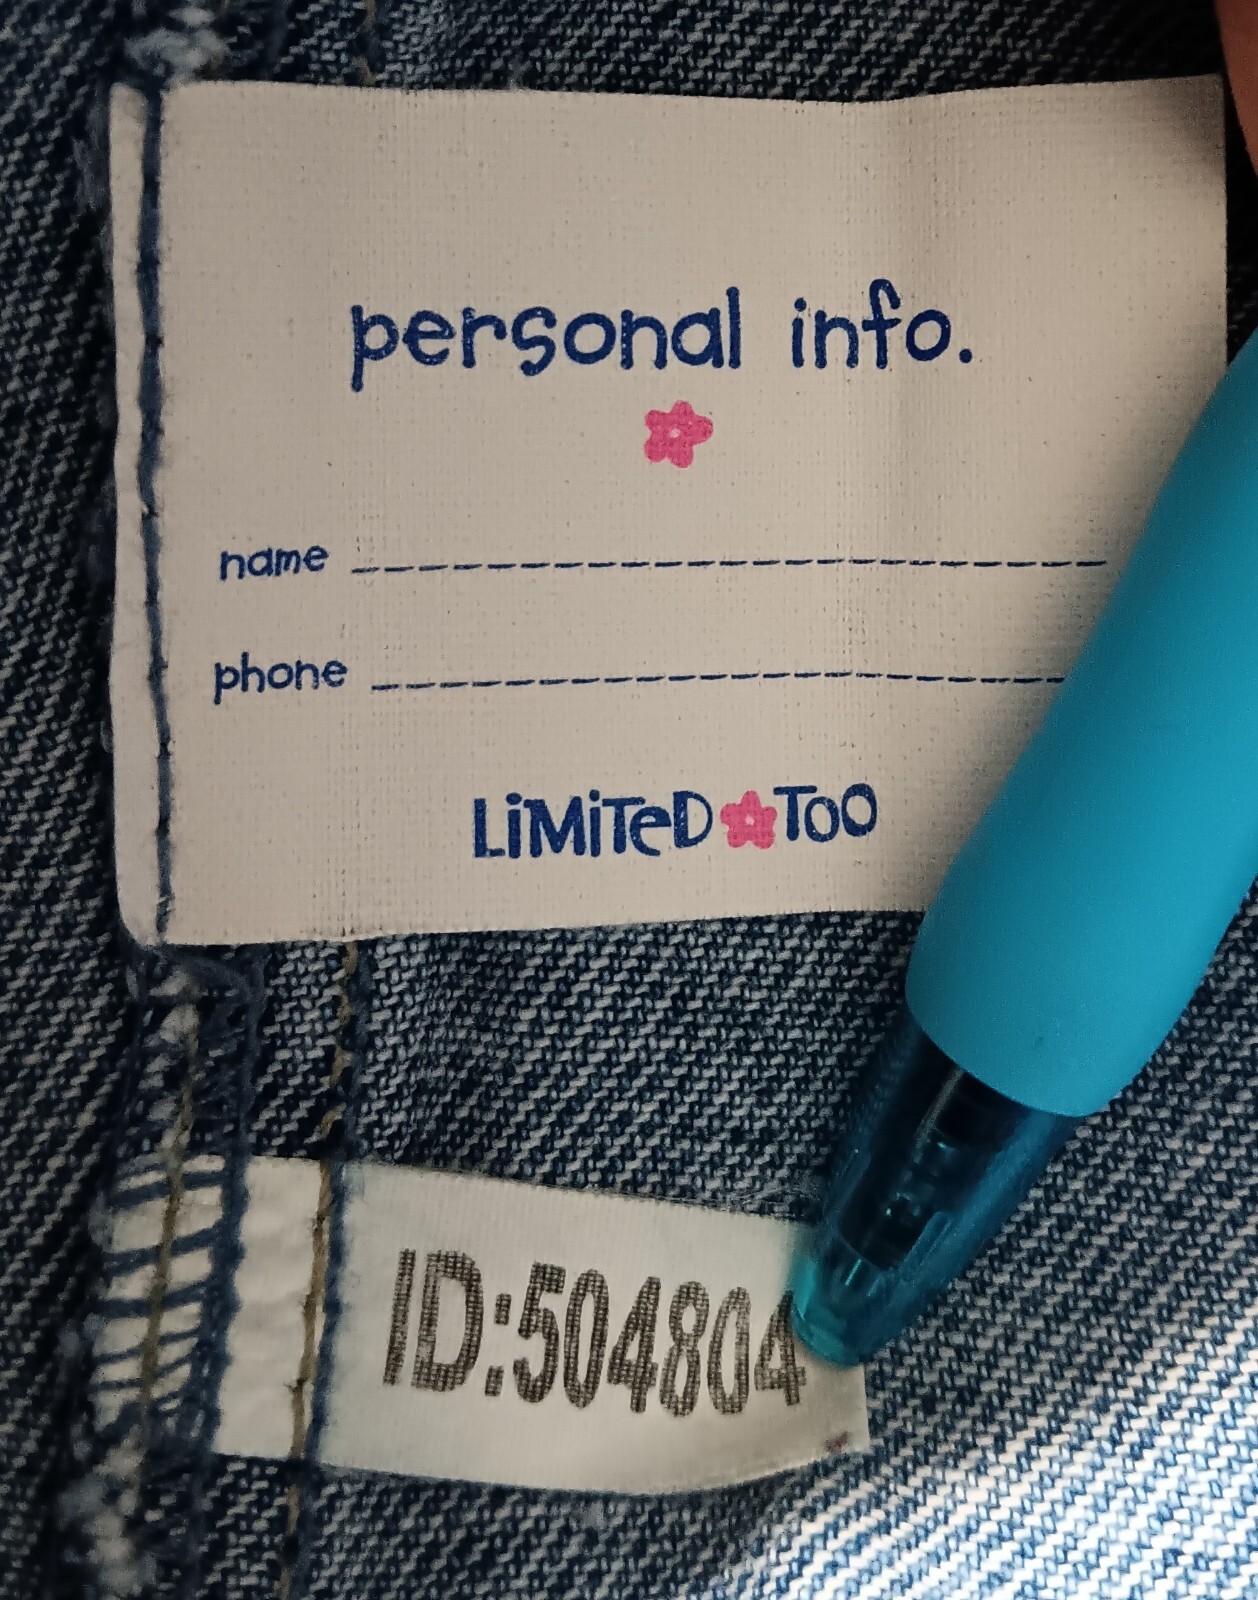 personal info.
name
phone
LiMiTeD TOO
ID:504804